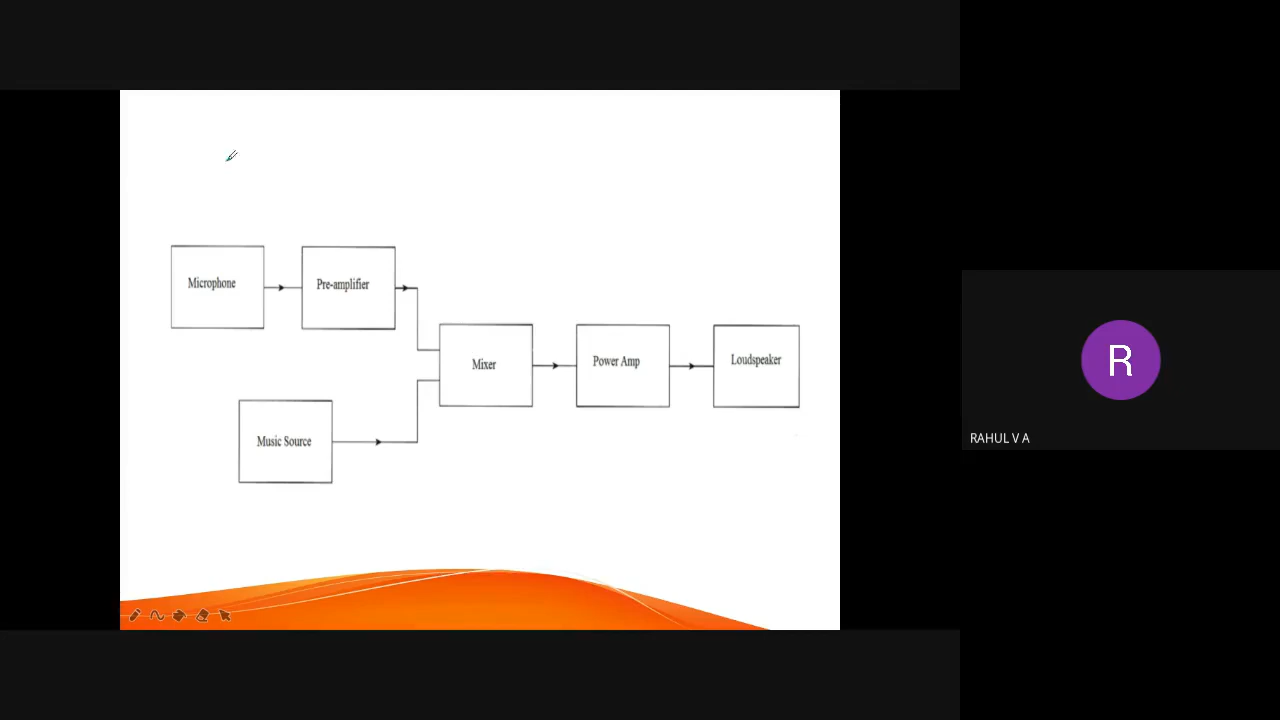 Microphone
Pre-amplifier
Mixer
Power Amp
Loudspeaker
Music Source
R
RAHUL V A